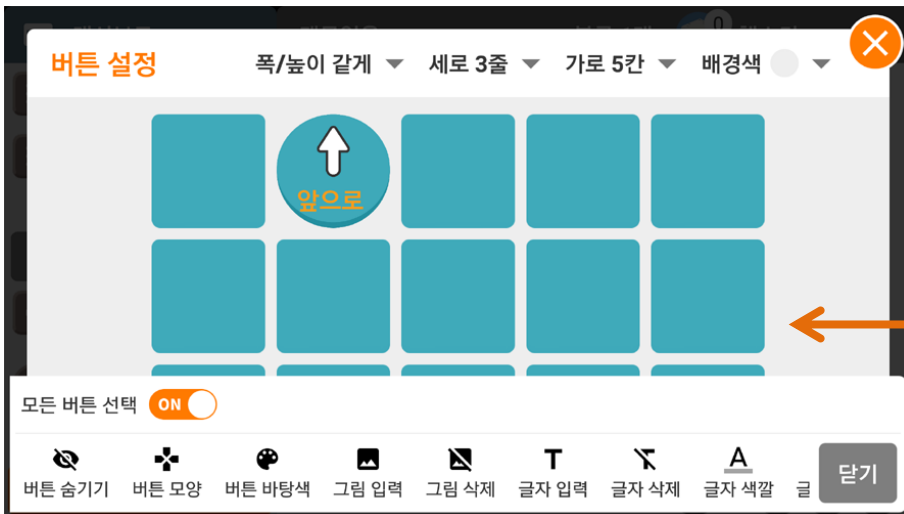 버튼 설정 폭/높이 같게 세로 3줄 가로 5칸 배경색
앞으로
모든 버튼 선택 ON
버튼 숨기기 버튼 모양 버튼 바탕색 그림 입력 그림 삭제 글자 입력 글자 삭제 글자 색깔 글 닫기